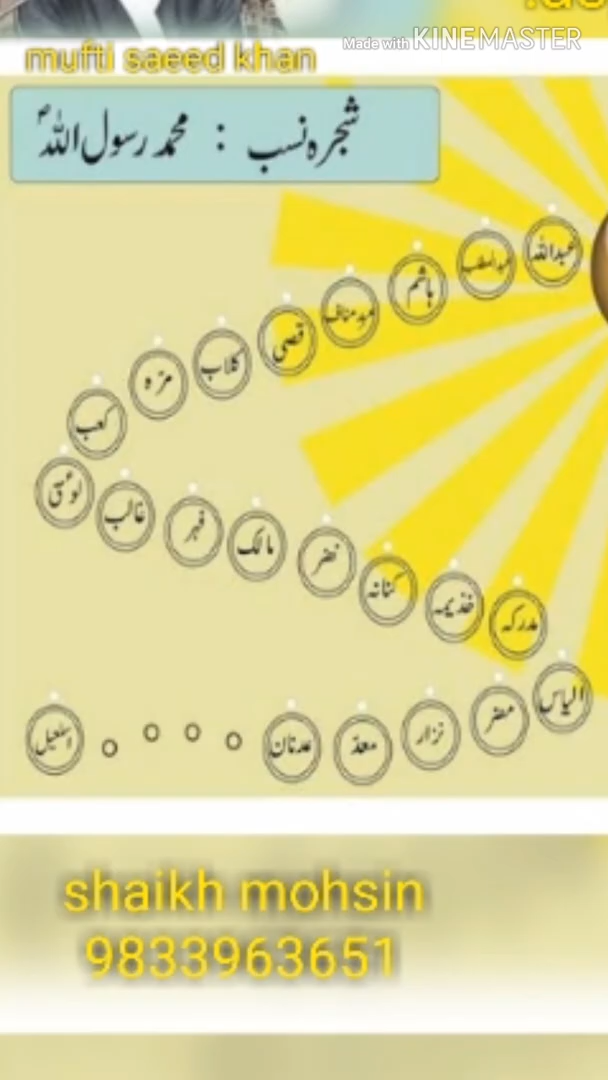 Made with KINEMASTER
mufti saeed khan
شجرہ نسب : محمد رسول اللہ ؐ
عبداللہ
عبدالمطلب
ہاشم
عبد مناف
قصی
کلاب
مرّہ
کعب
لوئی
غالب
فہر
مالک
نضر
کنانہ
خذیمہ
مدرکہ
الیاس
مضر
نزار
معدّ
عدنان
اسمٰعیل
shaikh mohsin
9833963651